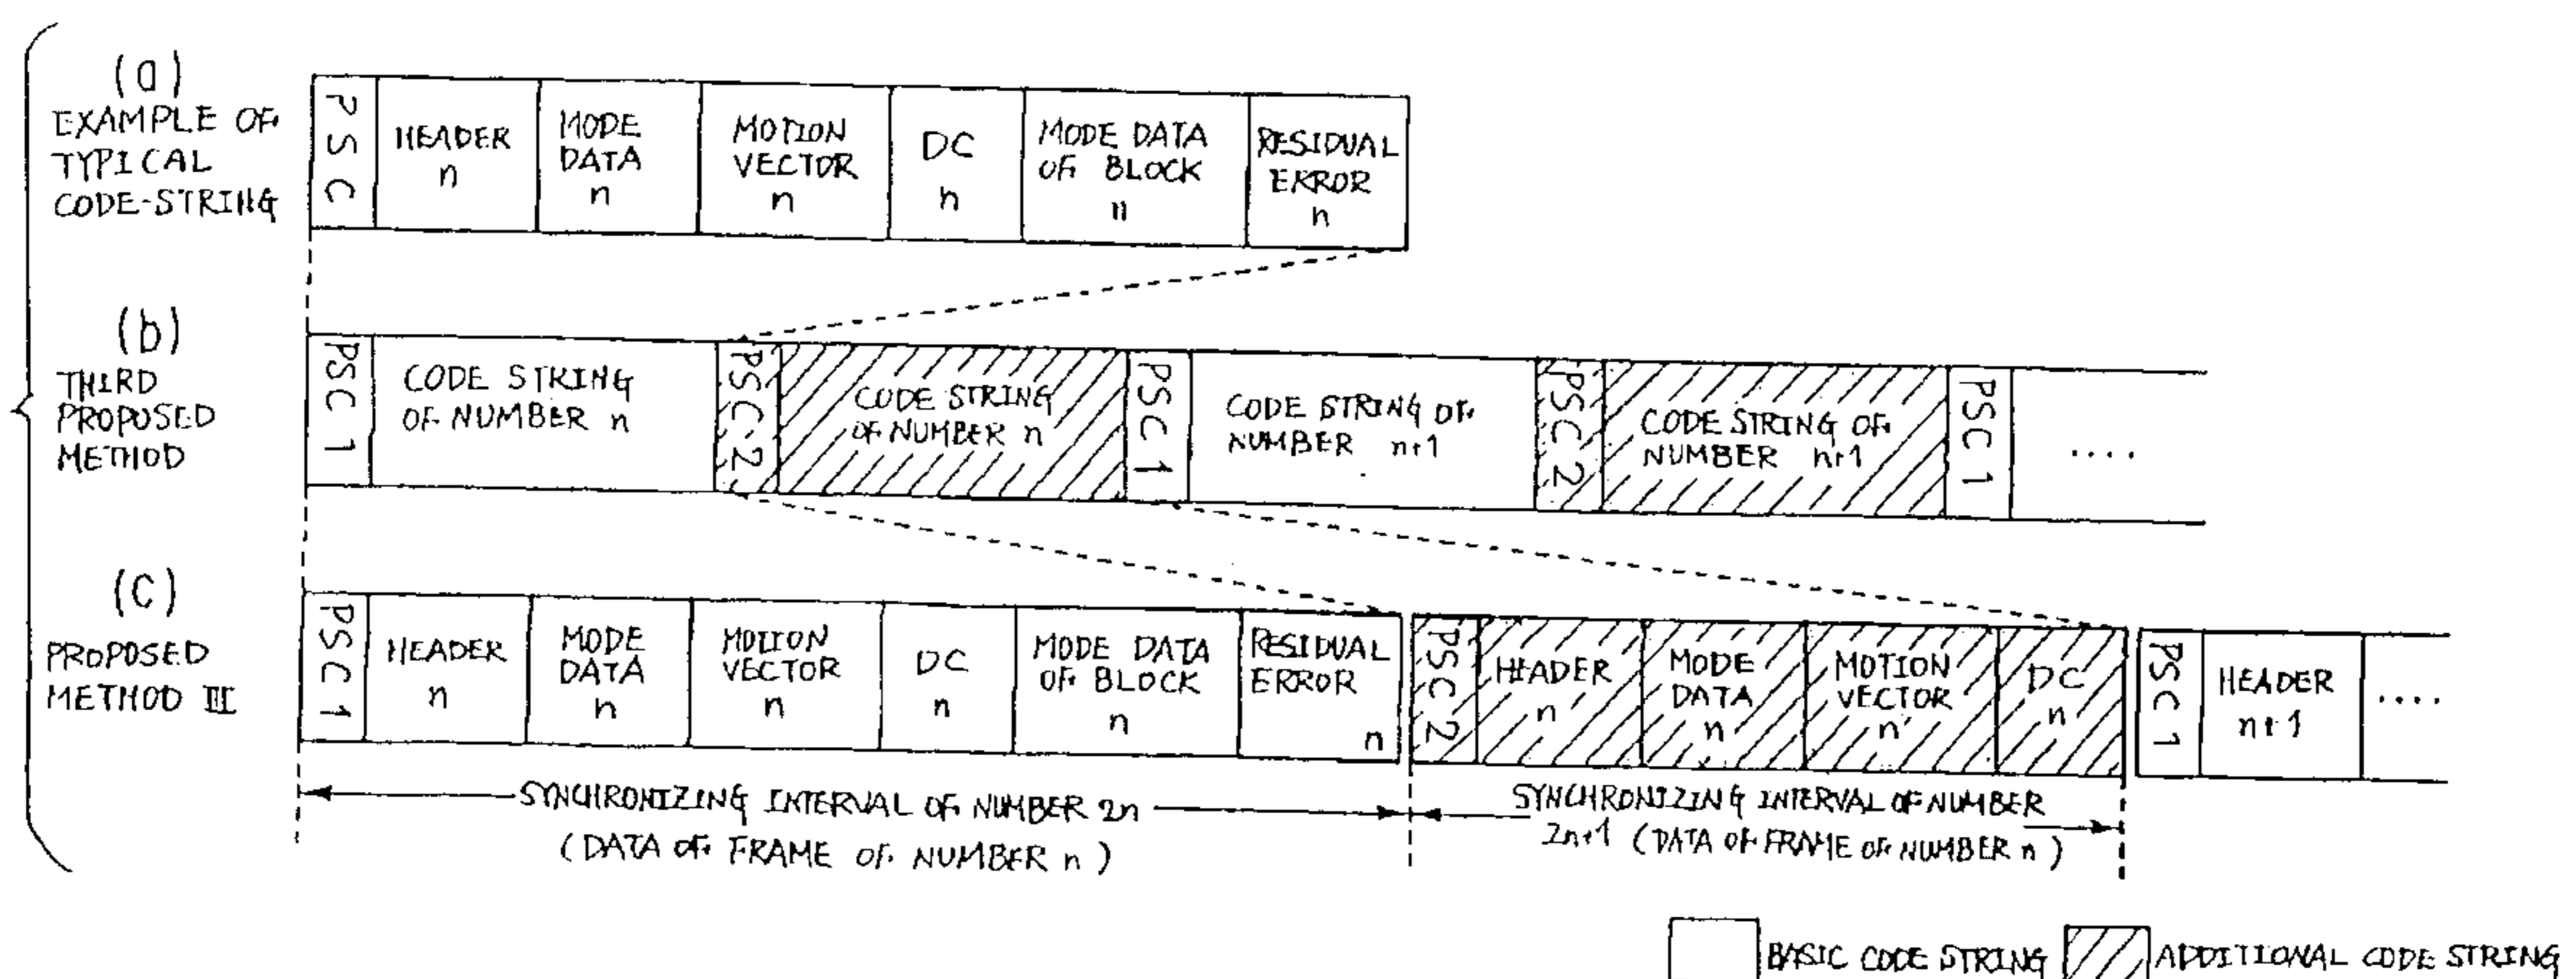 (a)
EXAMPLE OF
TYPICAL
CODE-STRING
PSC
HEADER
n
MODE
DATA
n
MOTION
VECTOR
n
DC
n
MODE DATA
OF BLOCK
n
RESIDUAL
ERROR
n
(b)
THIRD
PROPOSED
METHOD
PSC 1
CODE STRING
OF NUMBER n
PSC 2
CODE STRING
OF NUMBER n
PSC 1
CODE STRING OF
NUMBER n+1
PSC 2
CODE STRING OF
NUMBER n+1
PSC 1
....
(c)
PROPOSED
METHOD III
PSC 1
HEADER
n
MODE
DATA
n
MOTION
VECTOR
n
DC
n
MODE DATA
OF BLOCK
n
RESIDUAL
ERROR
n
PSC 2
HEADER
n
MODE
DATA
n
MOTION
VECTOR
n
DC
n
PSC 1
HEADER
n+1
....
SYNCHRONIZING INTERVAL OF NUMBER 2n
(DATA OF FRAME OF NUMBER n)
SYNCHRONIZING INTERVAL OF NUMBER
2n+1 (DATA OF FRAME OF NUMBER n)
BASIC CODE STRING
ADDITIONAL CODE STRING